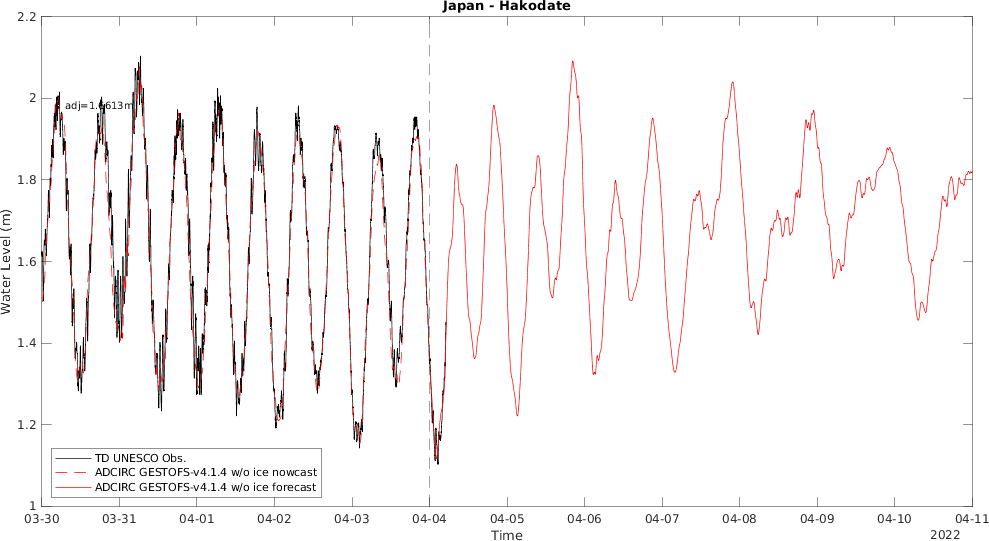 Japan - Hakodate
2.2
2
1.8
1.6
1.4
1.2
1
Water Level (m)
TD UNESCO Obs.
ADCIRC GESTOFS-v4.1.4 w/o ice nowcast
ADCIRC GESTOFS-v4.1.4 w/o ice forecast
03-30 03-31 04-01 04-02 04-03 04-04 04-05 04-06 04-07 04-08 04-09 04-10 04-11
Time
2022